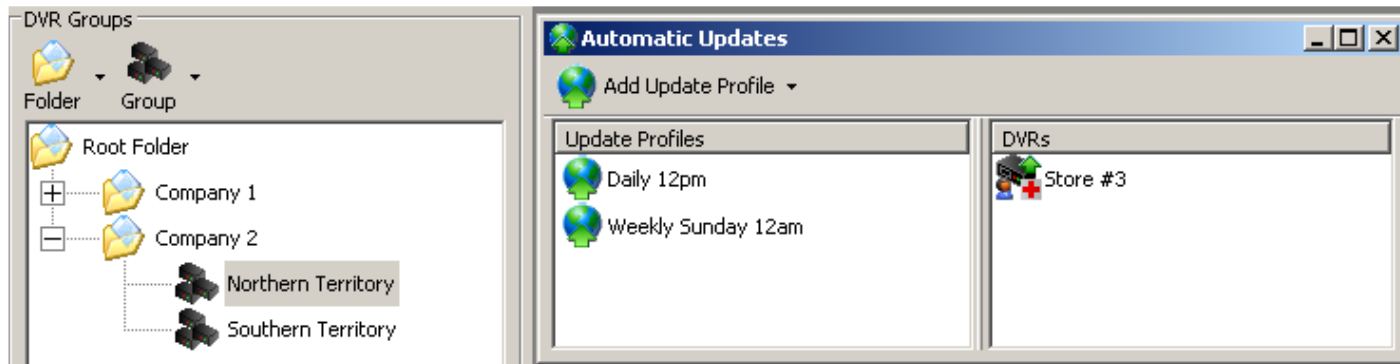 DVR Groups
Folder
Group
Root Folder
Company 1
Company 2
Northern Territory
Southern Territory
Automatic Updates
Add Update Profile
Update Profiles
Daily 12pm
Weekly Sunday 12am
DVRs
Store #3